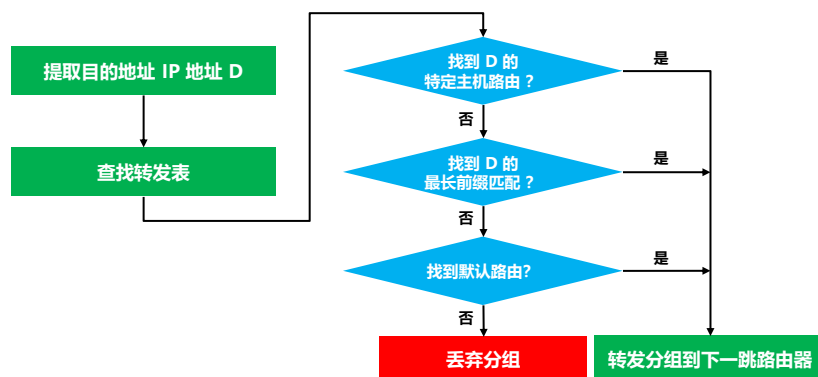 提取目的地址 IP 地址 D
查找转发表
找到 D 的
特定主机路由？
是
否
找到 D 的
最长前缀匹配？
是
否
找到默认路由?
是
否
丢弃分组
转发分组到下一跳路由器